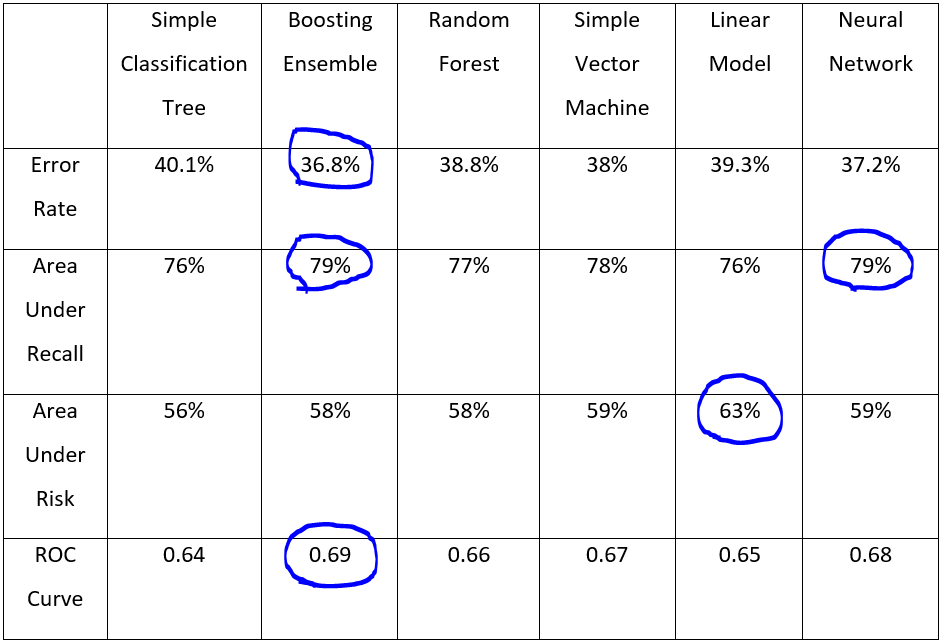 Simple Classification Tree
Boosting Ensemble
Random Forest
Simple Vector Machine
Linear Model
Neural Network
Error Rate
40.1%
36.8%
38.8%
38%
39.3%
37.2%
Area Under Recall
76%
79%
77%
78%
76%
79%
Area Under Risk
56%
58%
58%
59%
63%
59%
ROC Curve
0.64
0.69
0.66
0.67
0.65
0.68